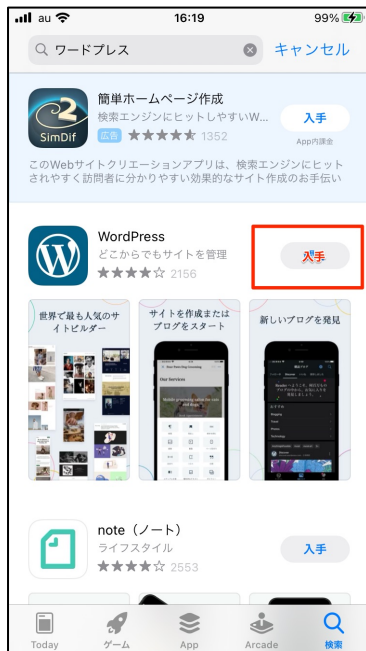 au
16:19
99%
ワードプレス
キャンセル
簡単ホームページ作成
検索エンジンにヒットしやすいW...
広告 ★★★★★ 1352
入手
App内課金
SimDif
このWebサイトクリエーションアプリは、検索エンジンにヒット
されやすく訪問者に分かりやすい効果的なサイト作成のお手伝い
WordPress
どこからでもサイトを管理
★★★★☆ 2156
入手
世界で最も人気のサ
イトビルダー
サイトを作成または
ブログをスタート
Our Services
新しいブログを発見
note（ノート）
ライフスタイル
★★★★☆ 2553
入手
Today
ゲーム
App
Arcade
検索